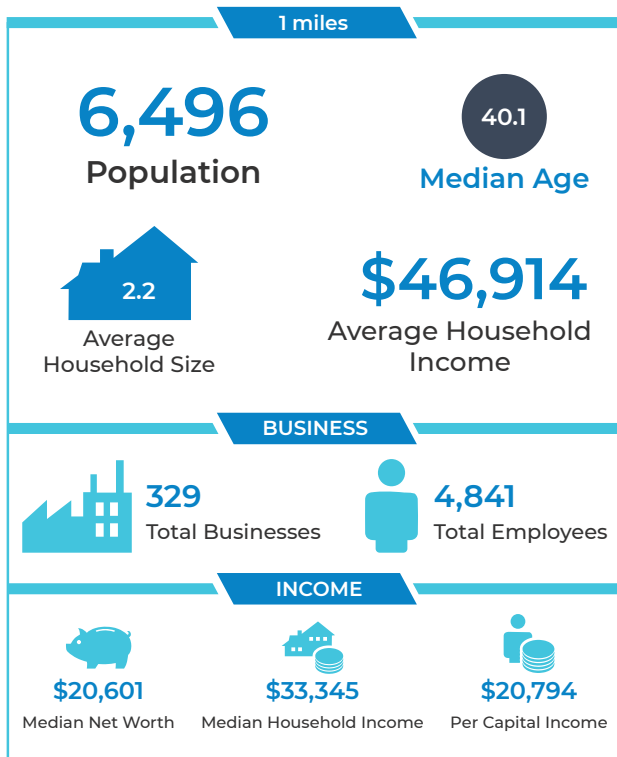 1 miles
6,496
Population
40.1
Median Age
2.2
Average
Household Size
$46,914
Average Household
Income
BUSINESS
329
Total Businesses
4,841
Total Employees
INCOME
$20,601
Median Net Worth
$33,345
Median Household Income
$20,794
Per Capital Income